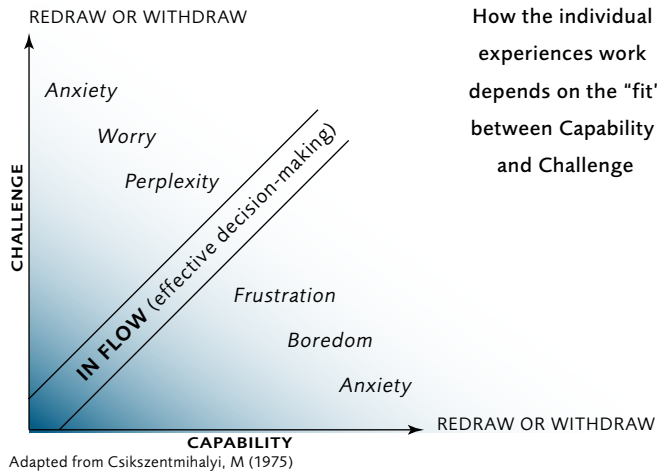 REDRAW OR WITHDRAW
How the individual
experiences work
depends on the "fit'
between Capability
and Challenge
Anxiety
Worry
Perplexity
CHALLENGE
IN FLOW (effective decision-making)
Frustration
Boredom
Anxiety
REDRAW OR WITHDRAW
CAPABILITY
Adapted from Csikszentmihalyi, M (1975)